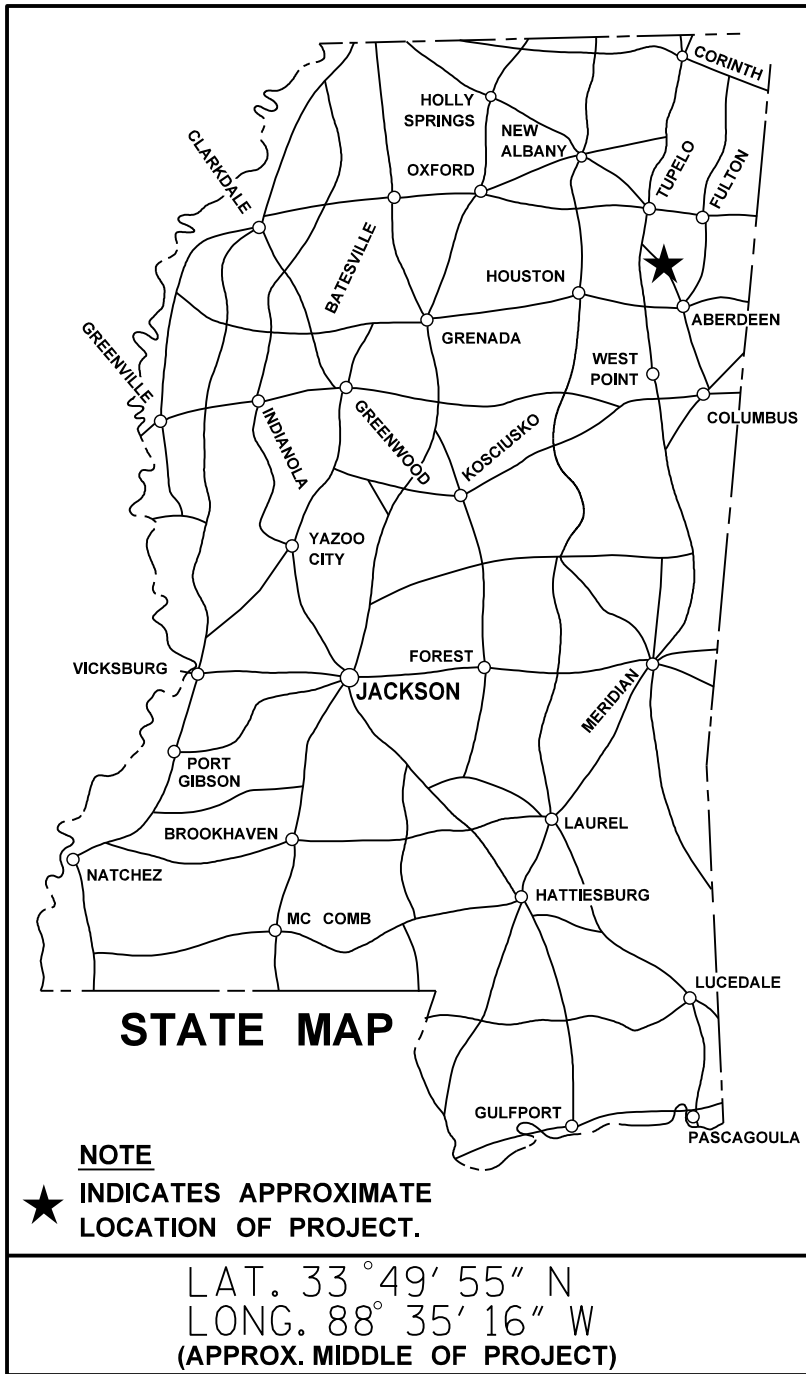 CORINTH
HOLLY
SPRINGS
NEW
ALBANY
CLARKDALE
OXFORD
TUPELO
FULTON
BATESVILLE
HOUSTON
ABERDEEN
GREENVILLE
GRENADA
WEST
POINT
COLUMBUS
INDIANOLA
GREENWOOD
KOSCIUSKO
YAZOO
CITY
VICKSBURG
FOREST
JACKSON
MERIDIAN
PORT
GIBSON
BROOKHAVEN
LAUREL
NATCHEZ
HATTIESBURG
MC COMB
LUCEDALE
STATE MAP
GULFPORT
PASCAGOULA
NOTE
INDICATES APPROXIMATE
LOCATION OF PROJECT.
LAT. 33° 49' 55" N
LONG. 88° 35' 16" W
(APPROX. MIDDLE OF PROJECT)